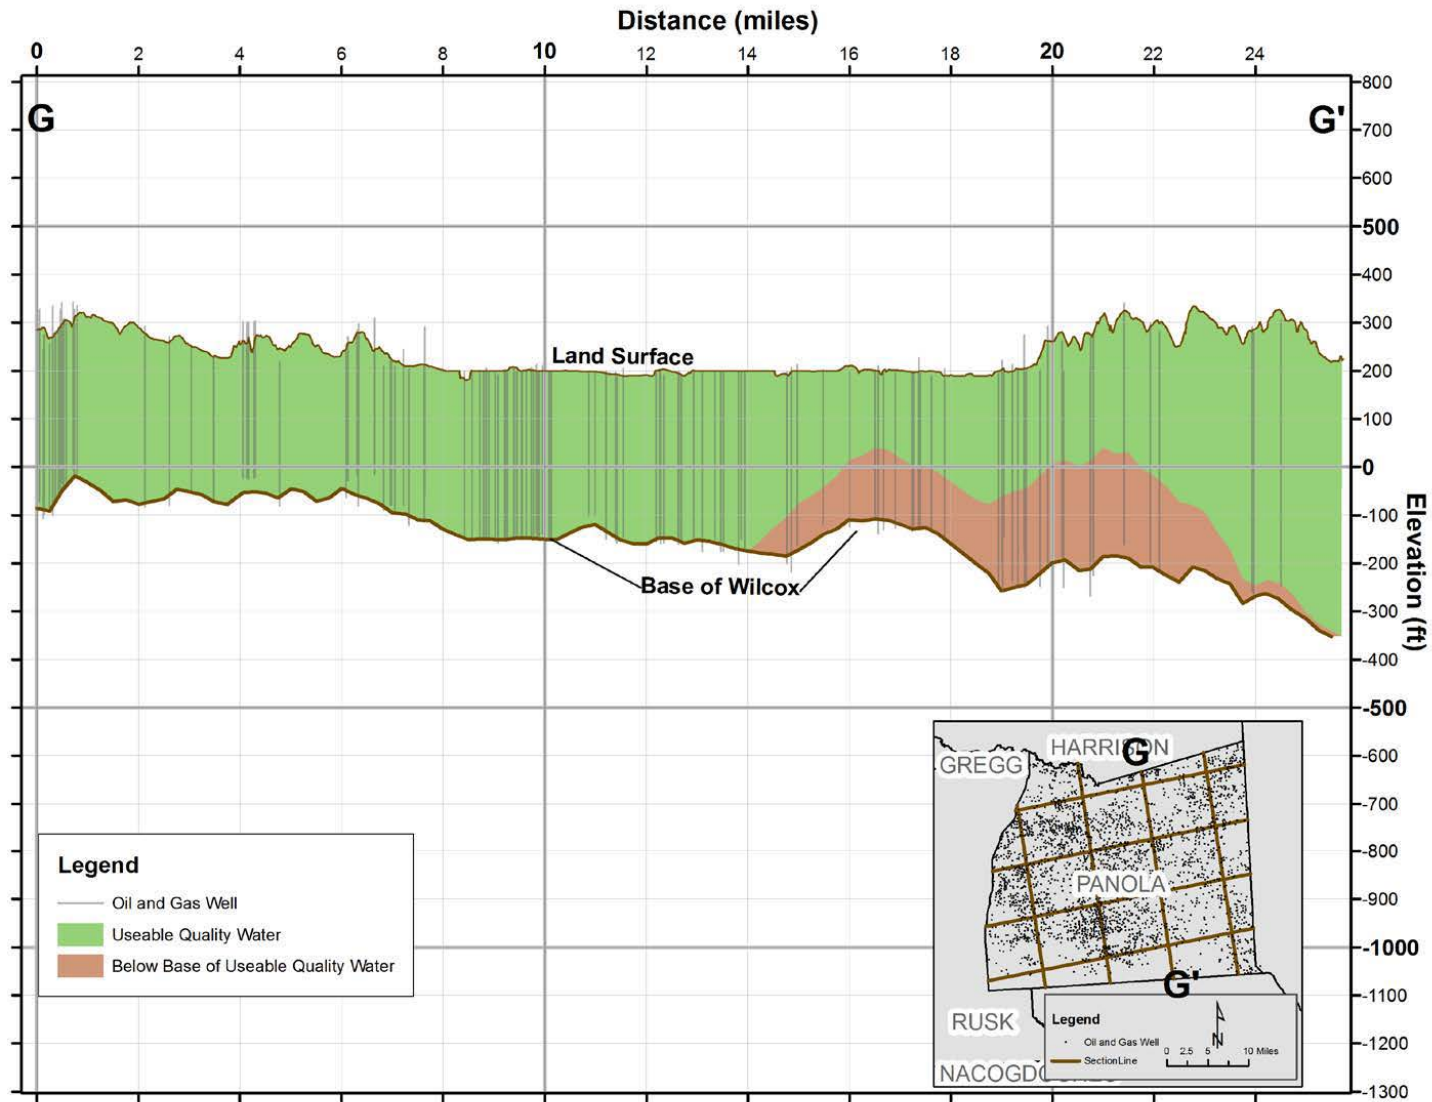 Distance (miles)
0 2 4 6 8 10 12 14 16 18 20 22 24
G
G'
800
700
600
500
400
300
200
100
0
-100
-200
-300
-400
-500
-600
-700
-800
-900
-1000
-1100
-1200
-1300
Elevation (ft)
Land Surface
Base of Wilcox
Legend
Oil and Gas Well
Useable Quality Water
Below Base of Useable Quality Water
HARRISON
G
GREGG
PANOLA
G'
RUSK
Legend
Oil and Gas Well
SectionLine
N
0 2.5 5 10 Miles